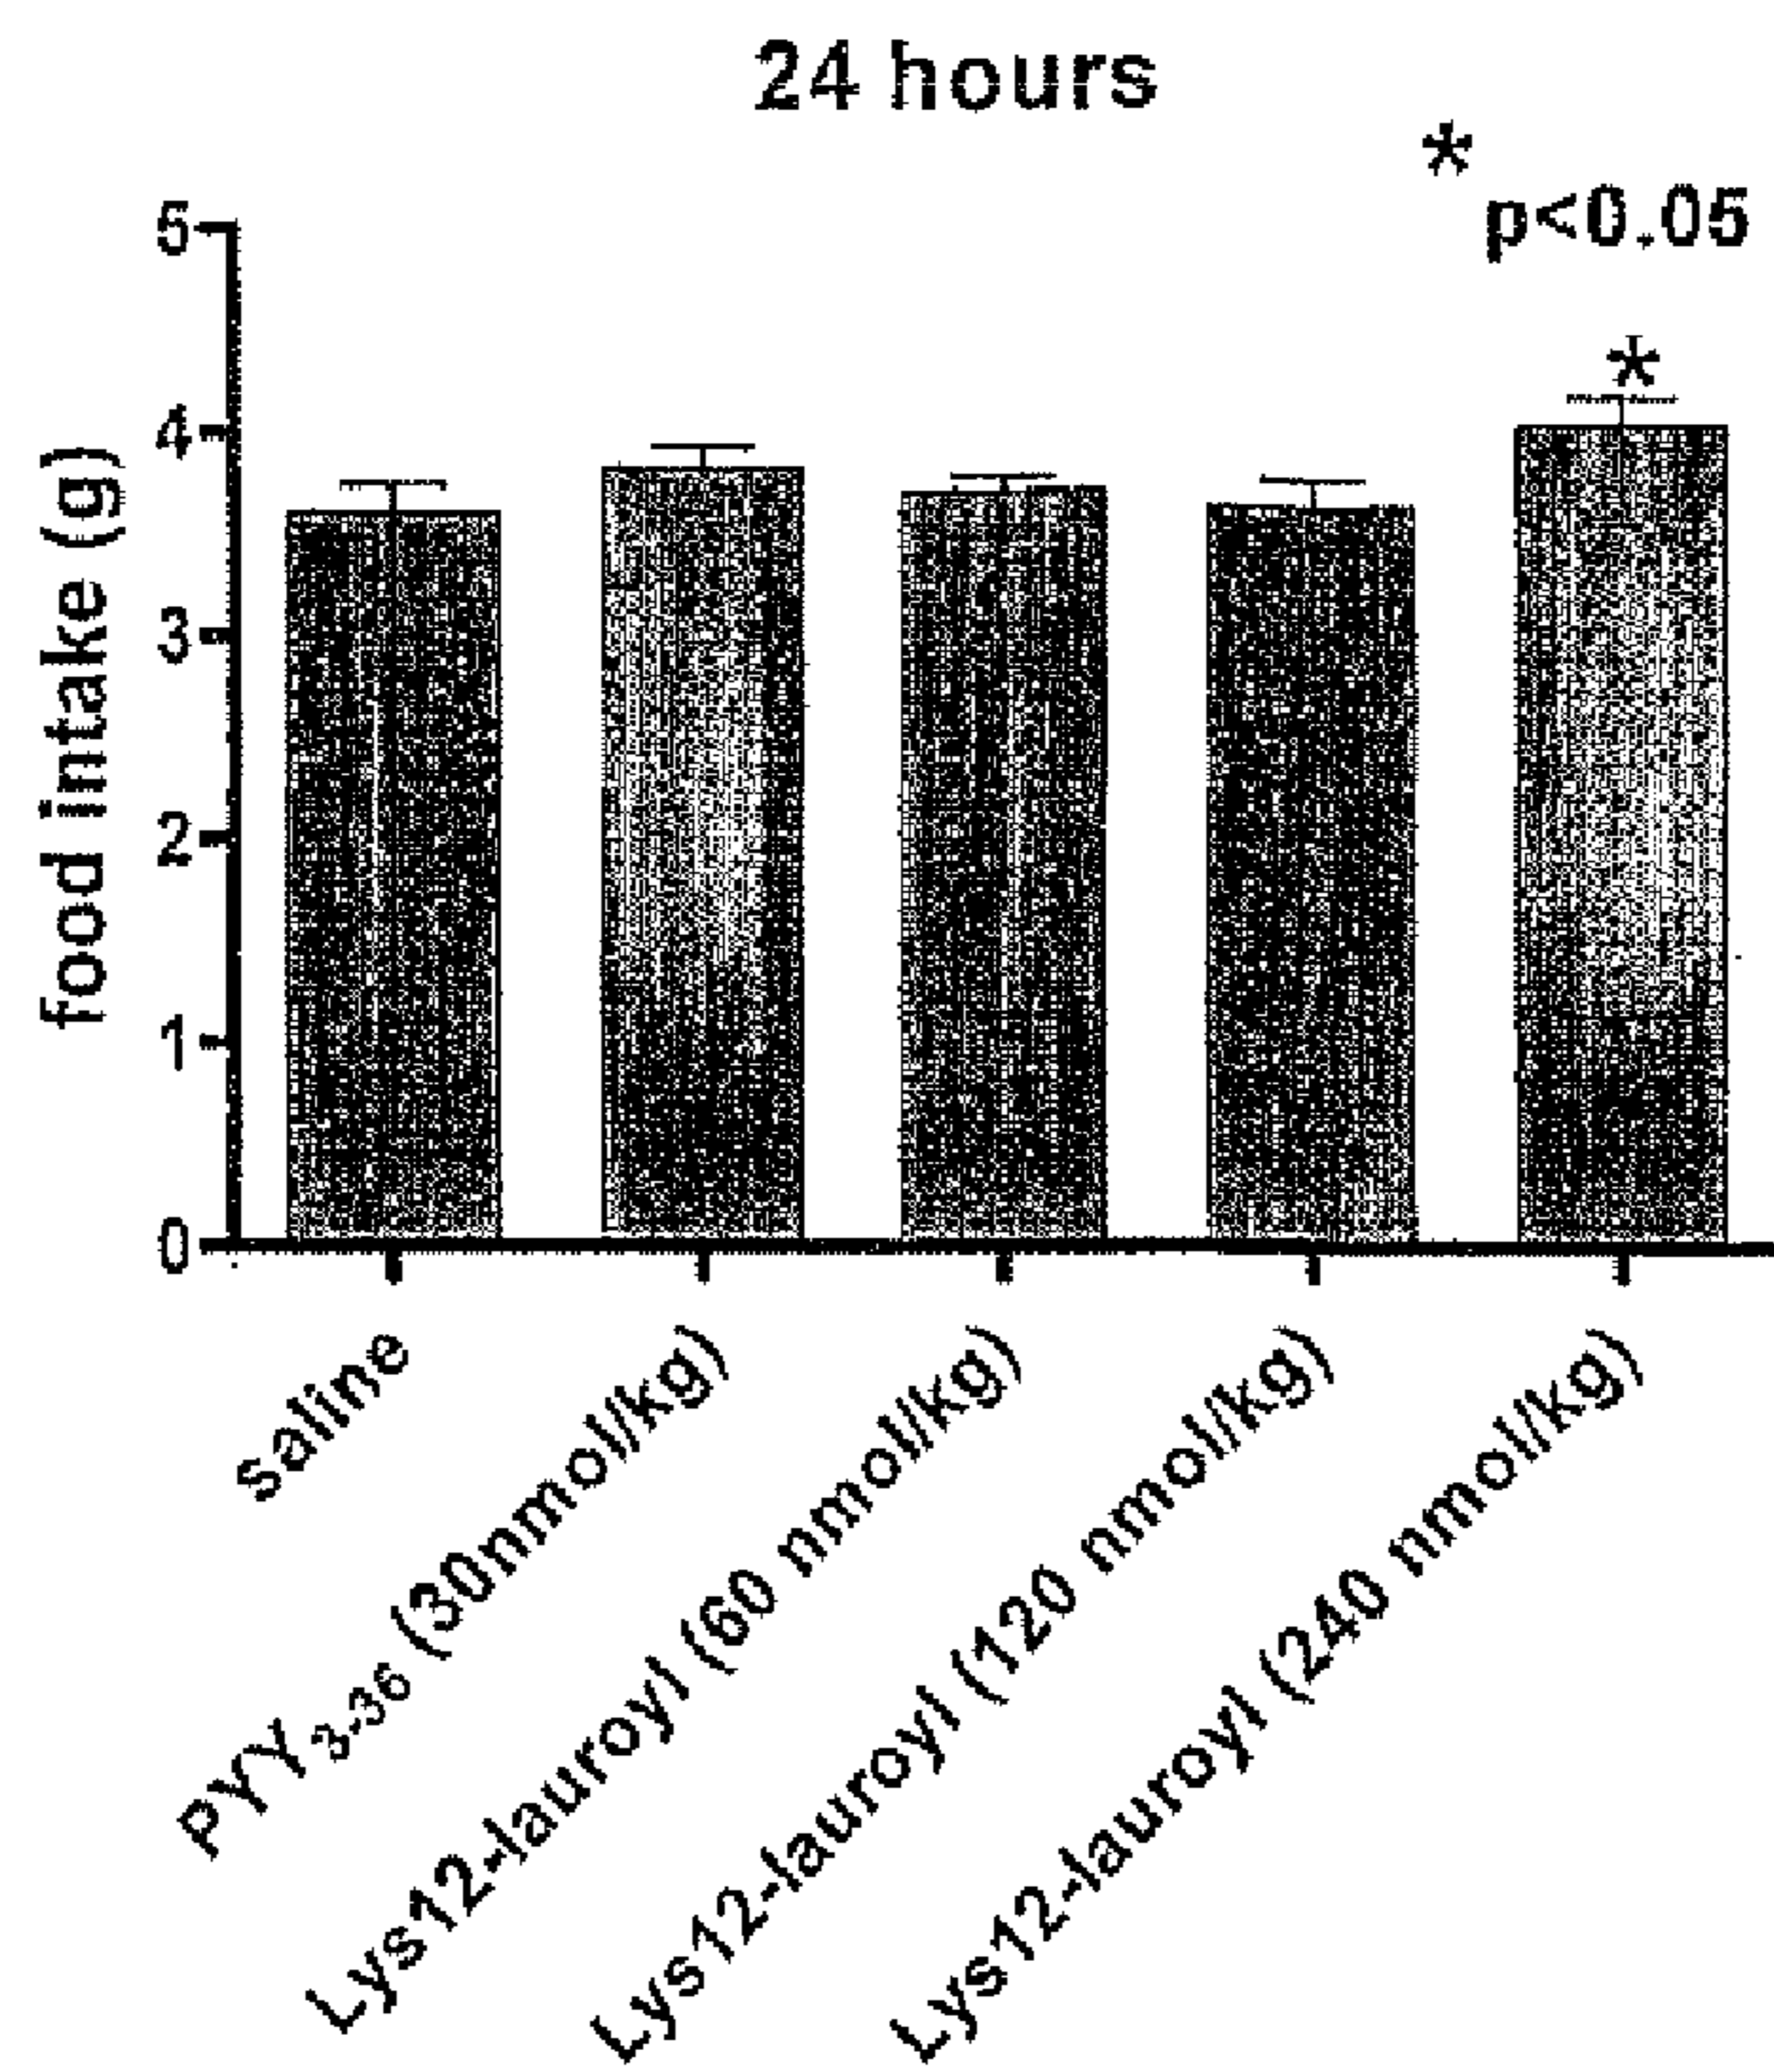 24 hours
*
p<0.05
5
4
3
2
1
0
food intake (g)
*
saline
PYY3-36 (30nmol/kg)
Lys12-lauroyl (60 nmol/kg)
Lys12-lauroyl (120 nmol/kg)
Lys12-lauroyl (240 nmol/kg)